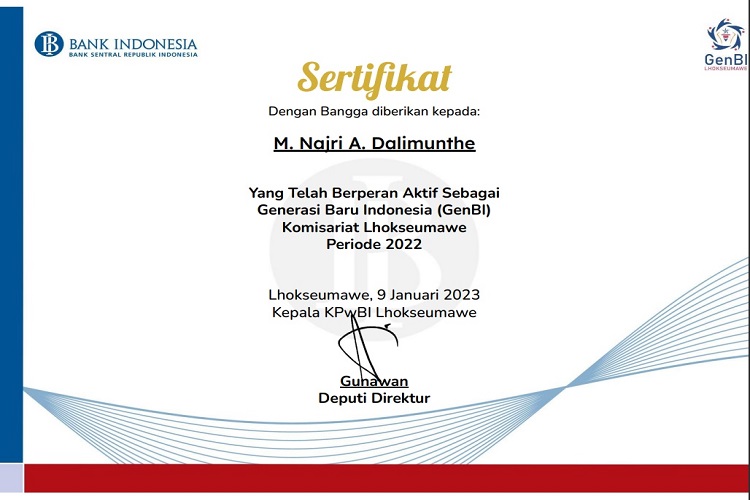 BANK INDONESIA
BANK SENTRAL REPUBLIK INDONESIA
GenBI
LHOKSEUMAWE
Sertifikat
Dengan Bangga diberikan kepada:
M. Najri A. Dalimunthe
Yang Telah Berperan Aktif Sebagai
Generasi Baru Indonesia (GenBI)
Komisariat Lhokseumawe
Periode 2022
Lhokseumawe, 9 Januari 2023
Kepala KPwBI Lhokseumawe
Gunawan
Deputi Direktur